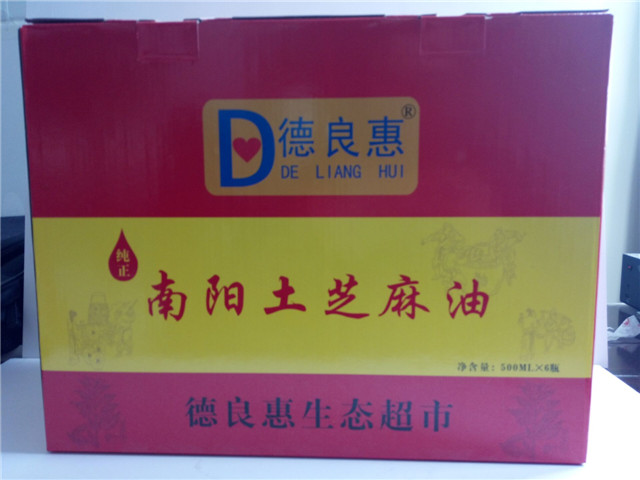 德良惠®
DE LIANG HUI
纯正
南阳土芝麻油
净含量：500ML×6瓶
德良惠生态超市